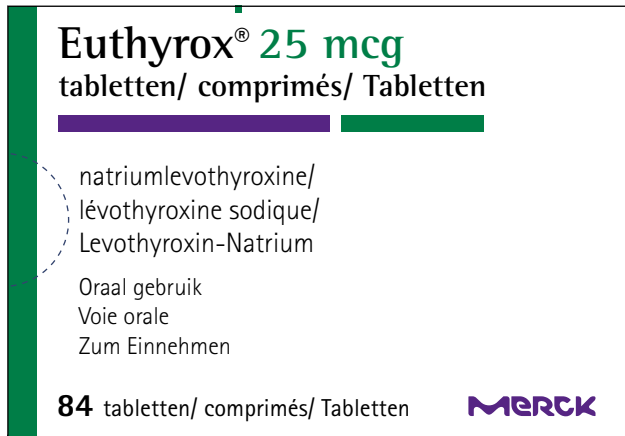 Euthyrox® 25 mcg
tabletten/ comprimés/ Tabletten
natriumlevothyroxine/
lévothyroxine sodique/
Levothyroxin-Natrium
Oraal gebruik
Voie orale
Zum Einnehmen
84 tabletten/ comprimés/ Tabletten
MERCK